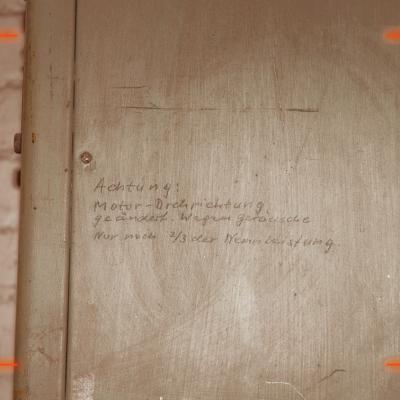 Achtung:
Motor-Drehrichtung
geändert. Wegen geräusche
Nur noch 2/3 der Nennleistung.